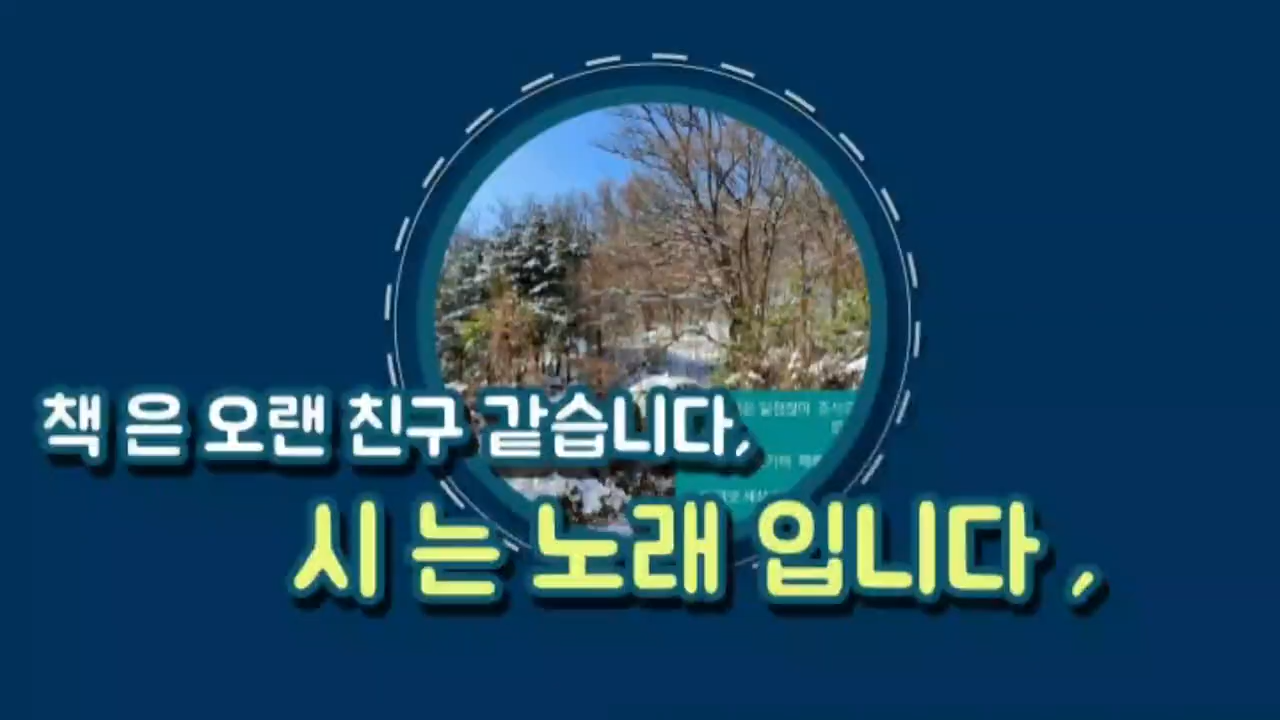 책 은 오랜 친구 같습니다,
시 는 노래 입니다 ,